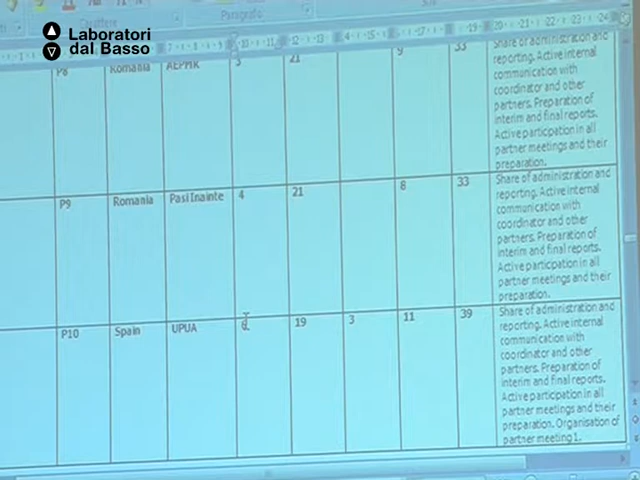 Laboratori
dal Basso
Carattere
Paragrafo
P8
Romania
21
9
33
Share of administration and
reporting. Active internal
communication with
coordinator and other
partners. Preparation of
interim and final reports.
Active participation in all
partner meetings and their
preparation.
P9
Romania
Pasi Inainte
4
21
8
33
Share of administration and
reporting. Active internal
communication with
coordinator and other
partners. Preparation of
interim and final reports.
Active participation in all
partner meetings and their
preparation.
P10
Spain
UPUA
19
3
11
39
Share of administration and
reporting. Active internal
communication with
coordinator and other
partners. Preparation of
interim and final reports.
Active participation in all
partner meetings and their
preparation. Organisation of
partner meeting 1.